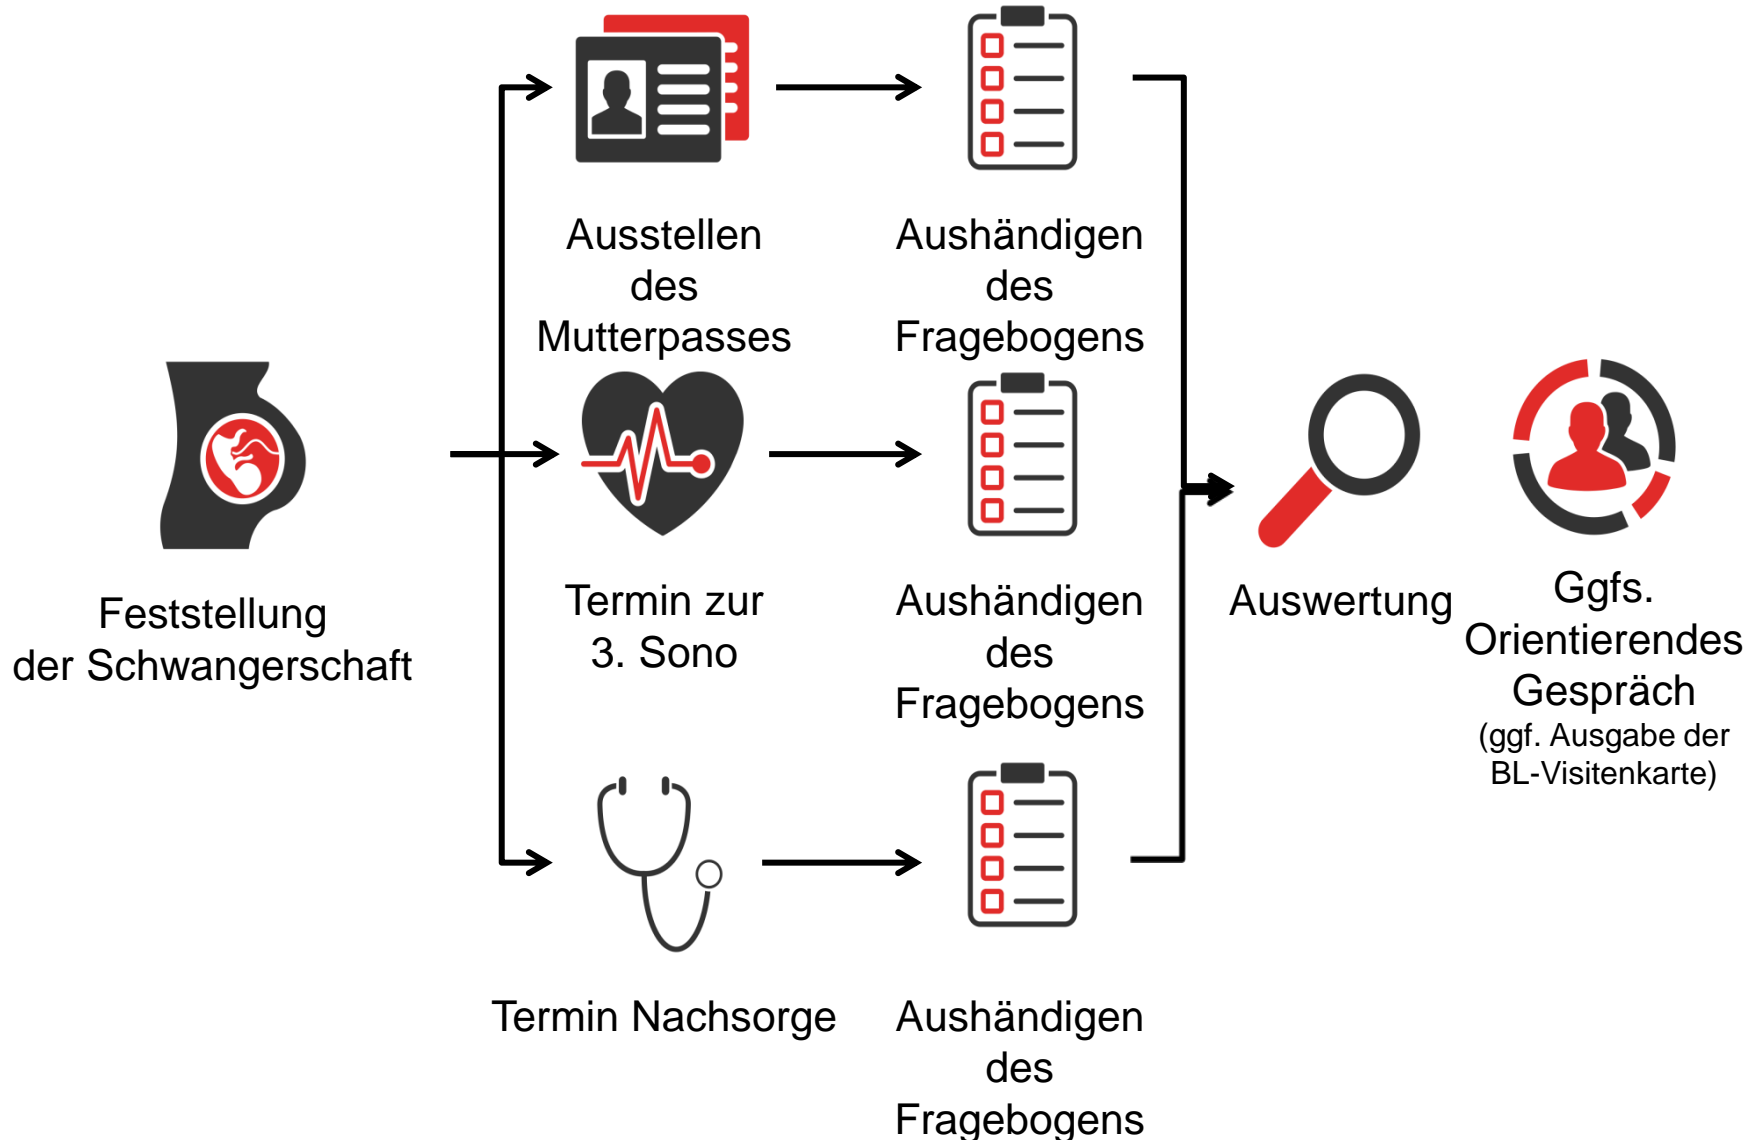 Feststellung
der Schwangerschaft
Ausstellen
des
Mutterpasses
Aushändigen
des
Fragebogens
Termin zur
3. Sono
Aushändigen
des
Fragebogens
Termin Nachsorge
Aushändigen
des
Fragebogens
Auswertung
Ggfs.
Orientierendes
Gespräch
(ggf. Ausgabe der
BL-Visitenkarte)